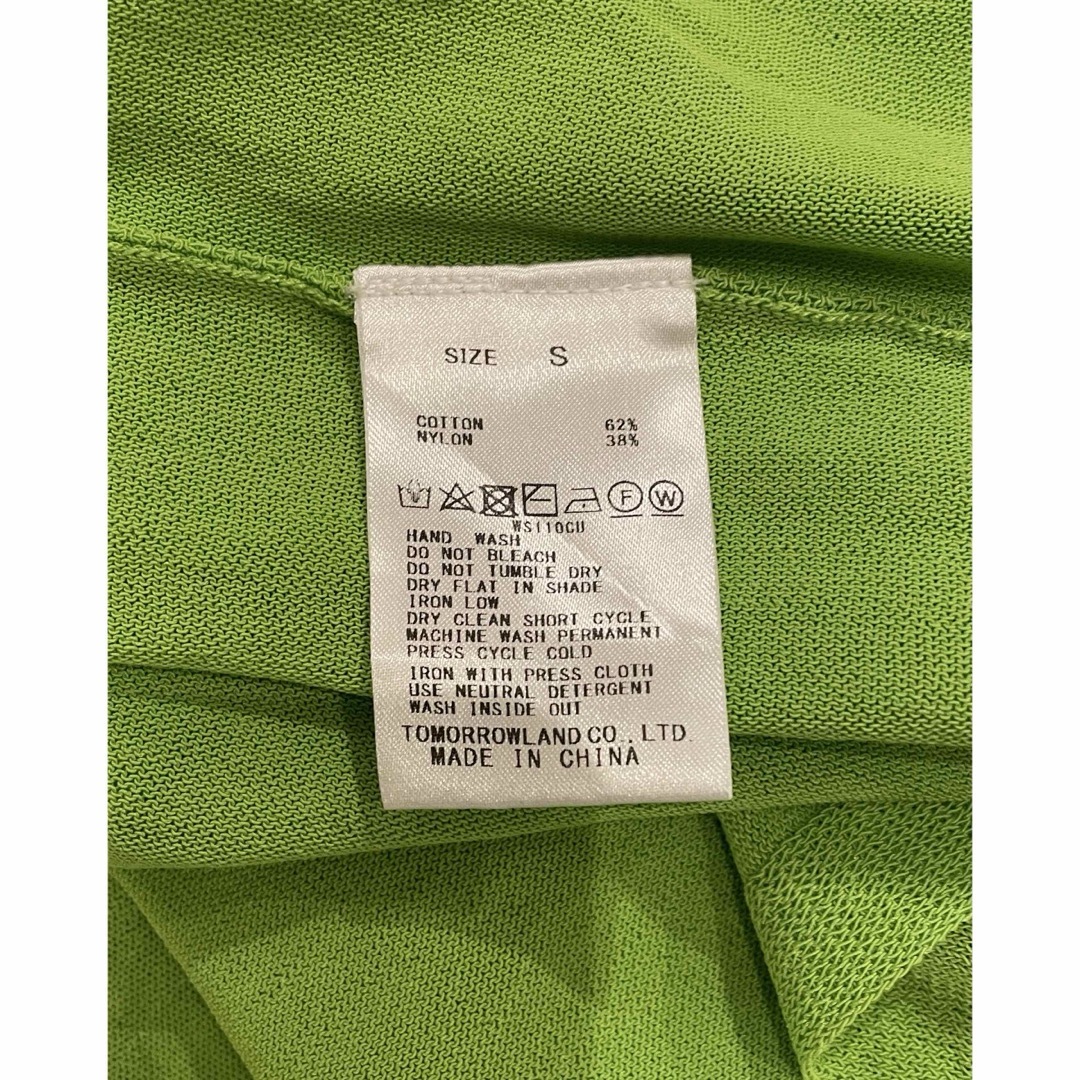 SIZE S
COTTON 62%
NYLON 38%
F W
WS110CU
HAND WASH
DO NOT BLEACH
DO NOT TUMBLE DRY
DRY FLAT IN SHADE
IRON LOW
DRY CLEAN SHORT CYCLE
MACHINE WASH PERMANENT
PRESS CYCLE COLD
IRON WITH PRESS CLOTH
USE NEUTRAL DETERGENT
WASH INSIDE OUT
TOMORROWLAND CO., LTD.
MADE IN CHINA